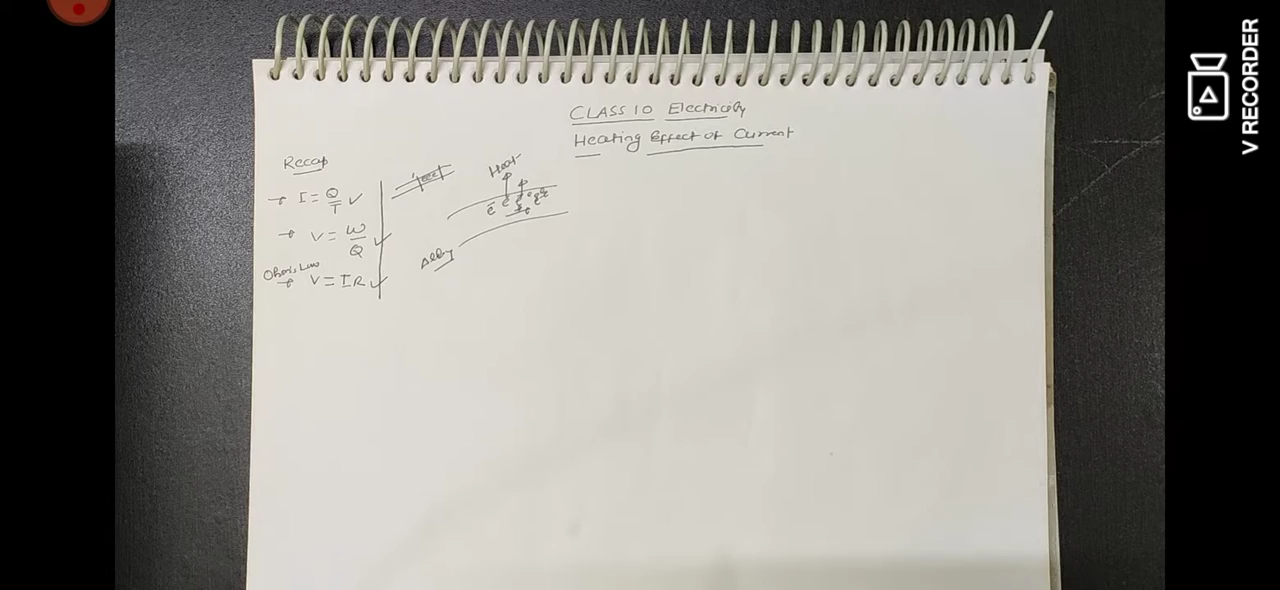 CLASS 10 Electricity
Heating Effect of Current
Recap
→ I = Q/T ✓
→ V = W/Q ✓
Ohm's Law
→ V = IR ✓
Heat
e e
Alloy
V RECORDER